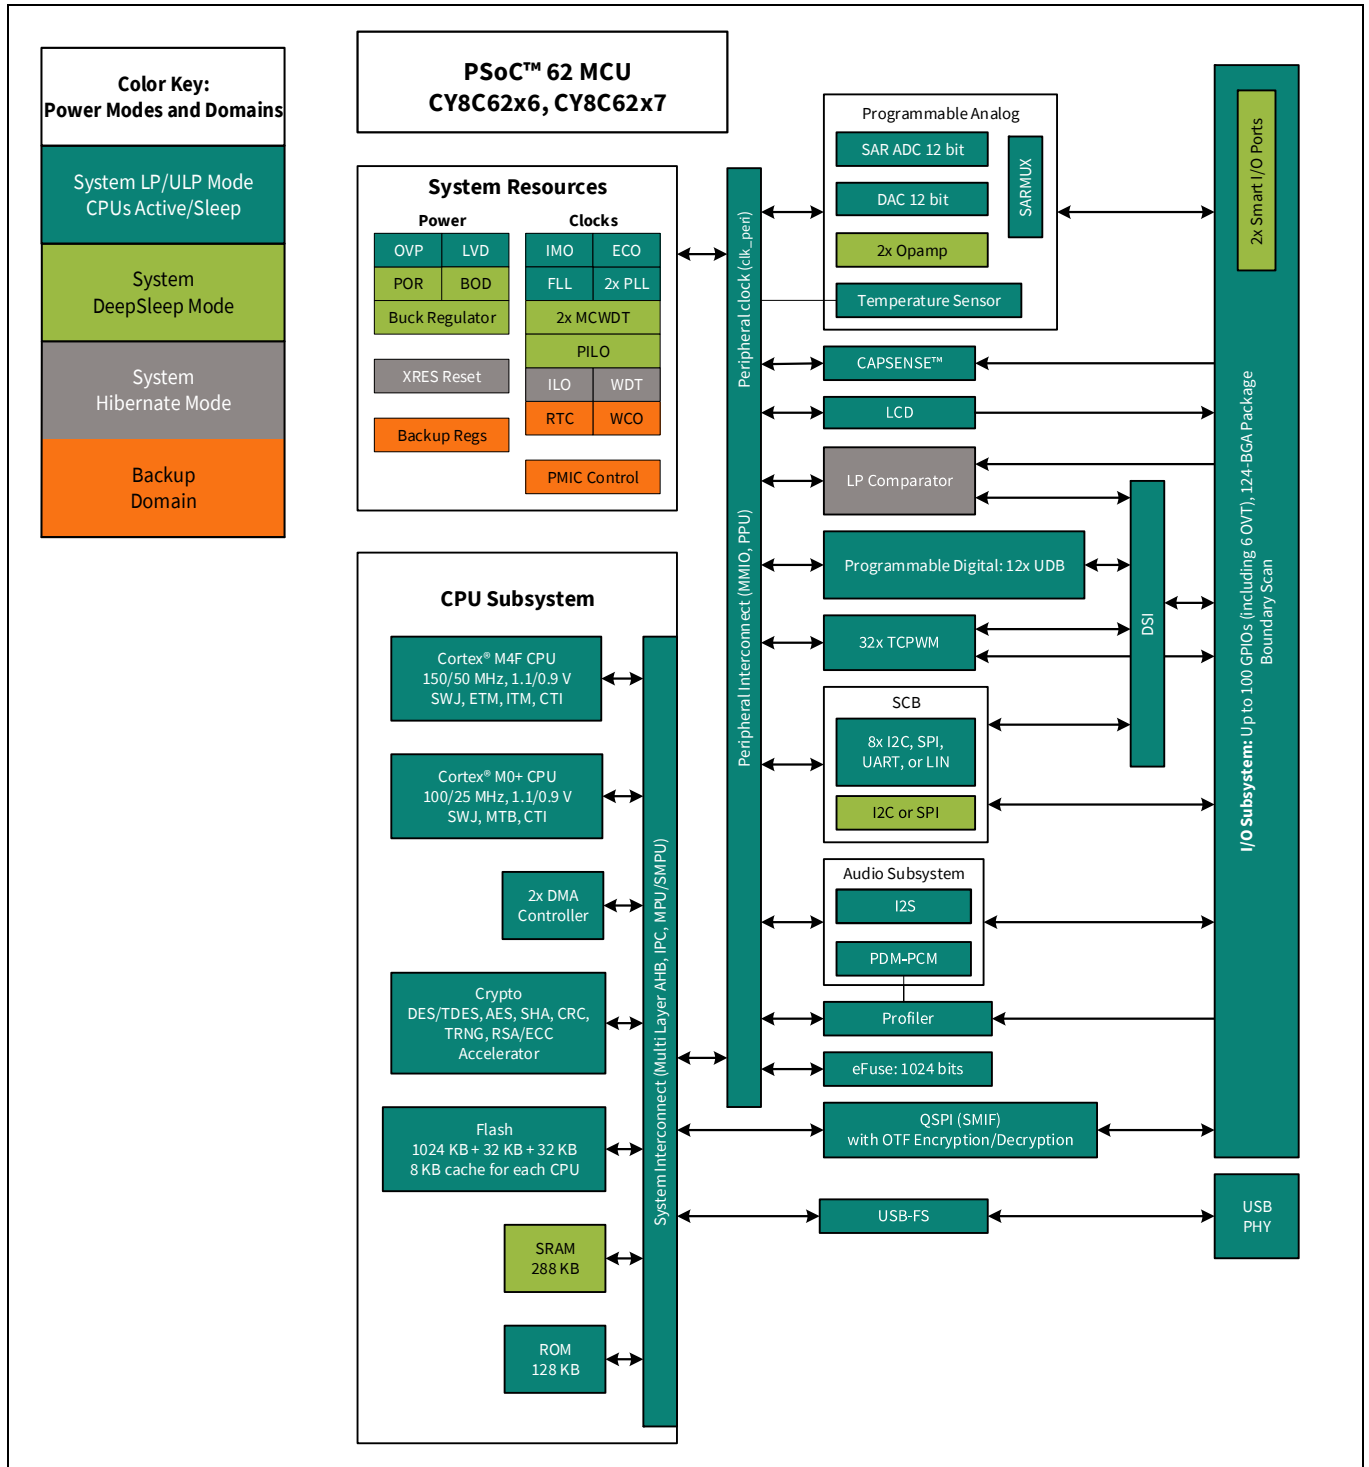 Color Key:
Power Modes and Domains
System LP/ULP Mode
CPUs Active/Sleep
System
DeepSleep Mode
System
Hibernate Mode
Backup
Domain
PSoC™ 62 MCU
CY8C62x6, CY8C62x7
System Resources
Power
Clocks
OVP
LVD
POR
BOD
Buck Regulator
XRES Reset
Backup Regs
IMO
ECO
FLL
2x PLL
2x MCWDT
PILO
ILO
WDT
RTC
WCO
PMIC Control
CPU Subsystem
Cortex® M4F CPU
150/50 MHz, 1.1/0.9 V
SWJ, ETM, ITM, CTI
Cortex® M0+ CPU
100/25 MHz, 1.1/0.9 V
SWJ, MTB, CTI
2x DMA
Controller
Crypto
DES/TDES, AES, SHA, CRC,
TRNG, RSA/ECC
Accelerator
Flash
1024 KB + 32 KB + 32 KB
8 KB cache for each CPU
SRAM
288 KB
ROM
128 KB
System Interconnect (Multi Layer AHB, IPC, MPU/SMPU)
Peripheral Interconnect (MMIO, PPU)
Peripheral clock (clk_peri)
Programmable Analog
SAR ADC 12 bit
DAC 12 bit
2x Opamp
Temperature Sensor
SARMUX
CAPSENSE™
LCD
LP Comparator
Programmable Digital: 12x UDB
32x TCPWM
SCB
8x I2C, SPI,
UART, or LIN
I2C or SPI
Audio Subsystem
I2S
PDM-PCM
Profiler
eFuse: 1024 bits
QSPI (SMIF)
with OTF Encryption/Decryption
USB-FS
DSI
2x Smart I/O Ports
I/O Subsystem: Up to 100 GPIOs (including 6 OVT), 124-BGA Package
Boundary Scan
USB
PHY